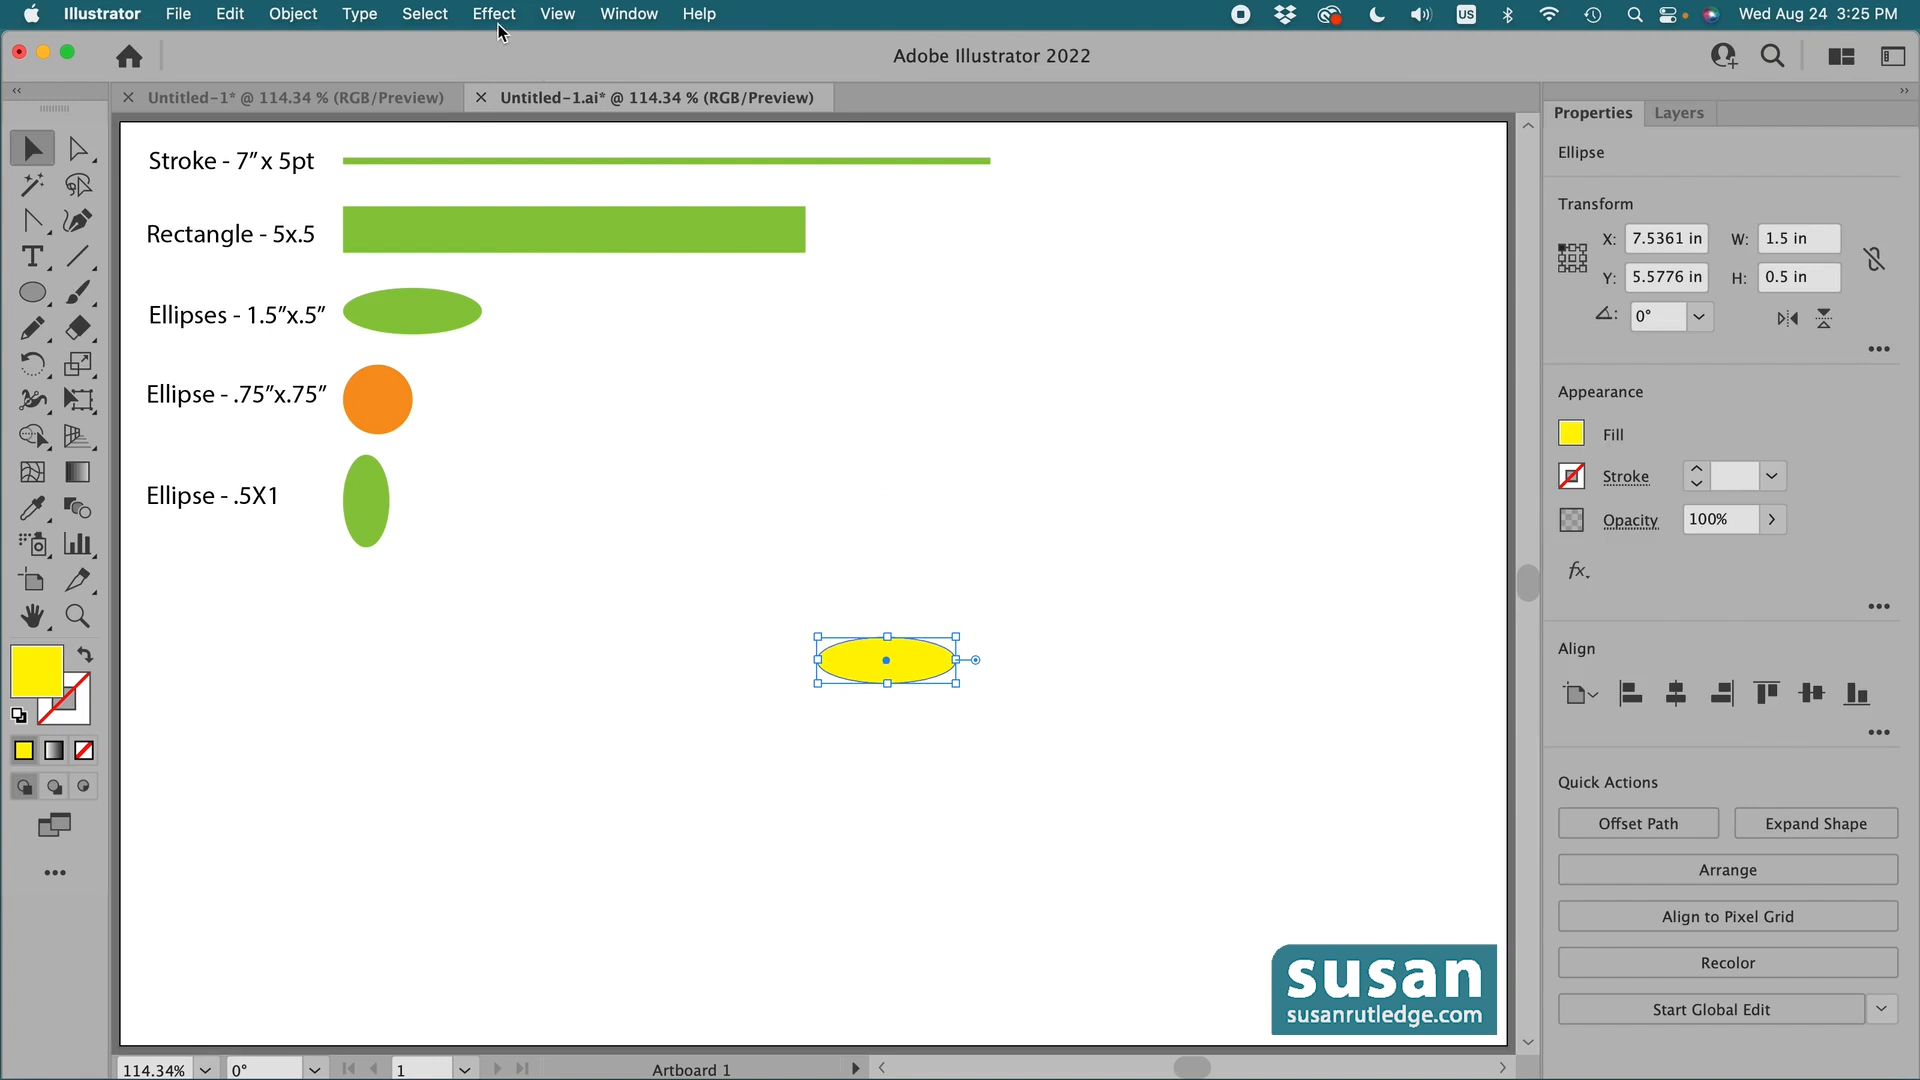 Illustrator File Edit Object Type Select Effect View Window Help US Wed Aug 24 3:25 PM
Adobe Illustrator 2022
Untitled-1* @ 114.34 % (RGB/Preview) Untitled-1.ai* @ 114.34 % (RGB/Preview)
Properties Layers
Stroke - 7”x 5pt
Ellipse
Transform
Rectangle - 5x.5
X: 7.5361 in W: 1.5 in
Y: 5.5776 in H: 0.5 in
Ellipses - 1.5”x.5”
0°
Ellipse - .75”x.75”
Appearance
Fill
Ellipse - .5X1
Stroke
Opacity 100%
fx.
Align
Quick Actions
Offset Path Expand Shape
Arrange
Align to Pixel Grid
Recolor
Start Global Edit
susan
susanrutledge.com
114.34% 0° 1 Artboard 1